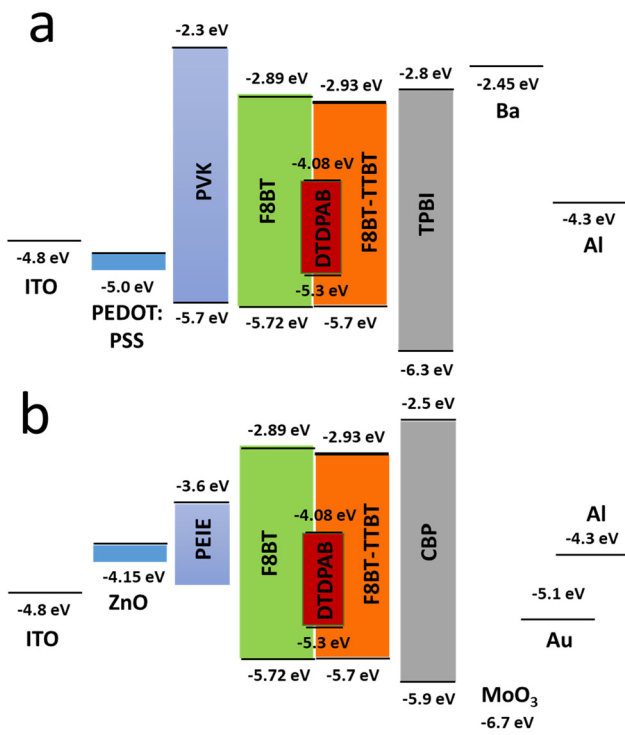 a
-2.3 eV
-2.89 eV
-2.93 eV
-2.8 eV
-2.45 eV
Ba
-4.08 eV
PVK
F8BT
DTDPAB
F8BT-TTBT
TPBI
-4.3 eV
Al
-4.8 eV
ITO
-5.0 eV
PEDOT:
PSS
-5.7 eV
-5.3 eV
-5.72 eV
-5.7 eV
-6.3 eV
b
-2.5 eV
-2.89 eV
-2.93 eV
-3.6 eV
-4.08 eV
PEIE
F8BT
DTDPAB
F8BT-TTBT
CBP
Al
-4.3 eV
-4.15 eV
ZnO
-4.8 eV
ITO
-5.1 eV
Au
-5.3 eV
-5.72 eV
-5.7 eV
-5.9 eV
MoO₃
-6.7 eV